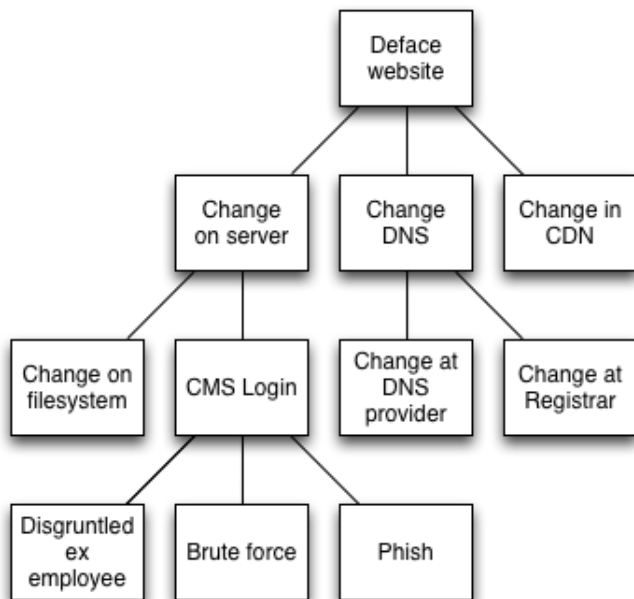 Deface
website
Change
on server
Change
DNS
Change in
CDN
Change on
filesystem
CMS Login
Change at
DNS
provider
Change at
Registrar
Disgruntled
ex
employee
Brute force
Phish